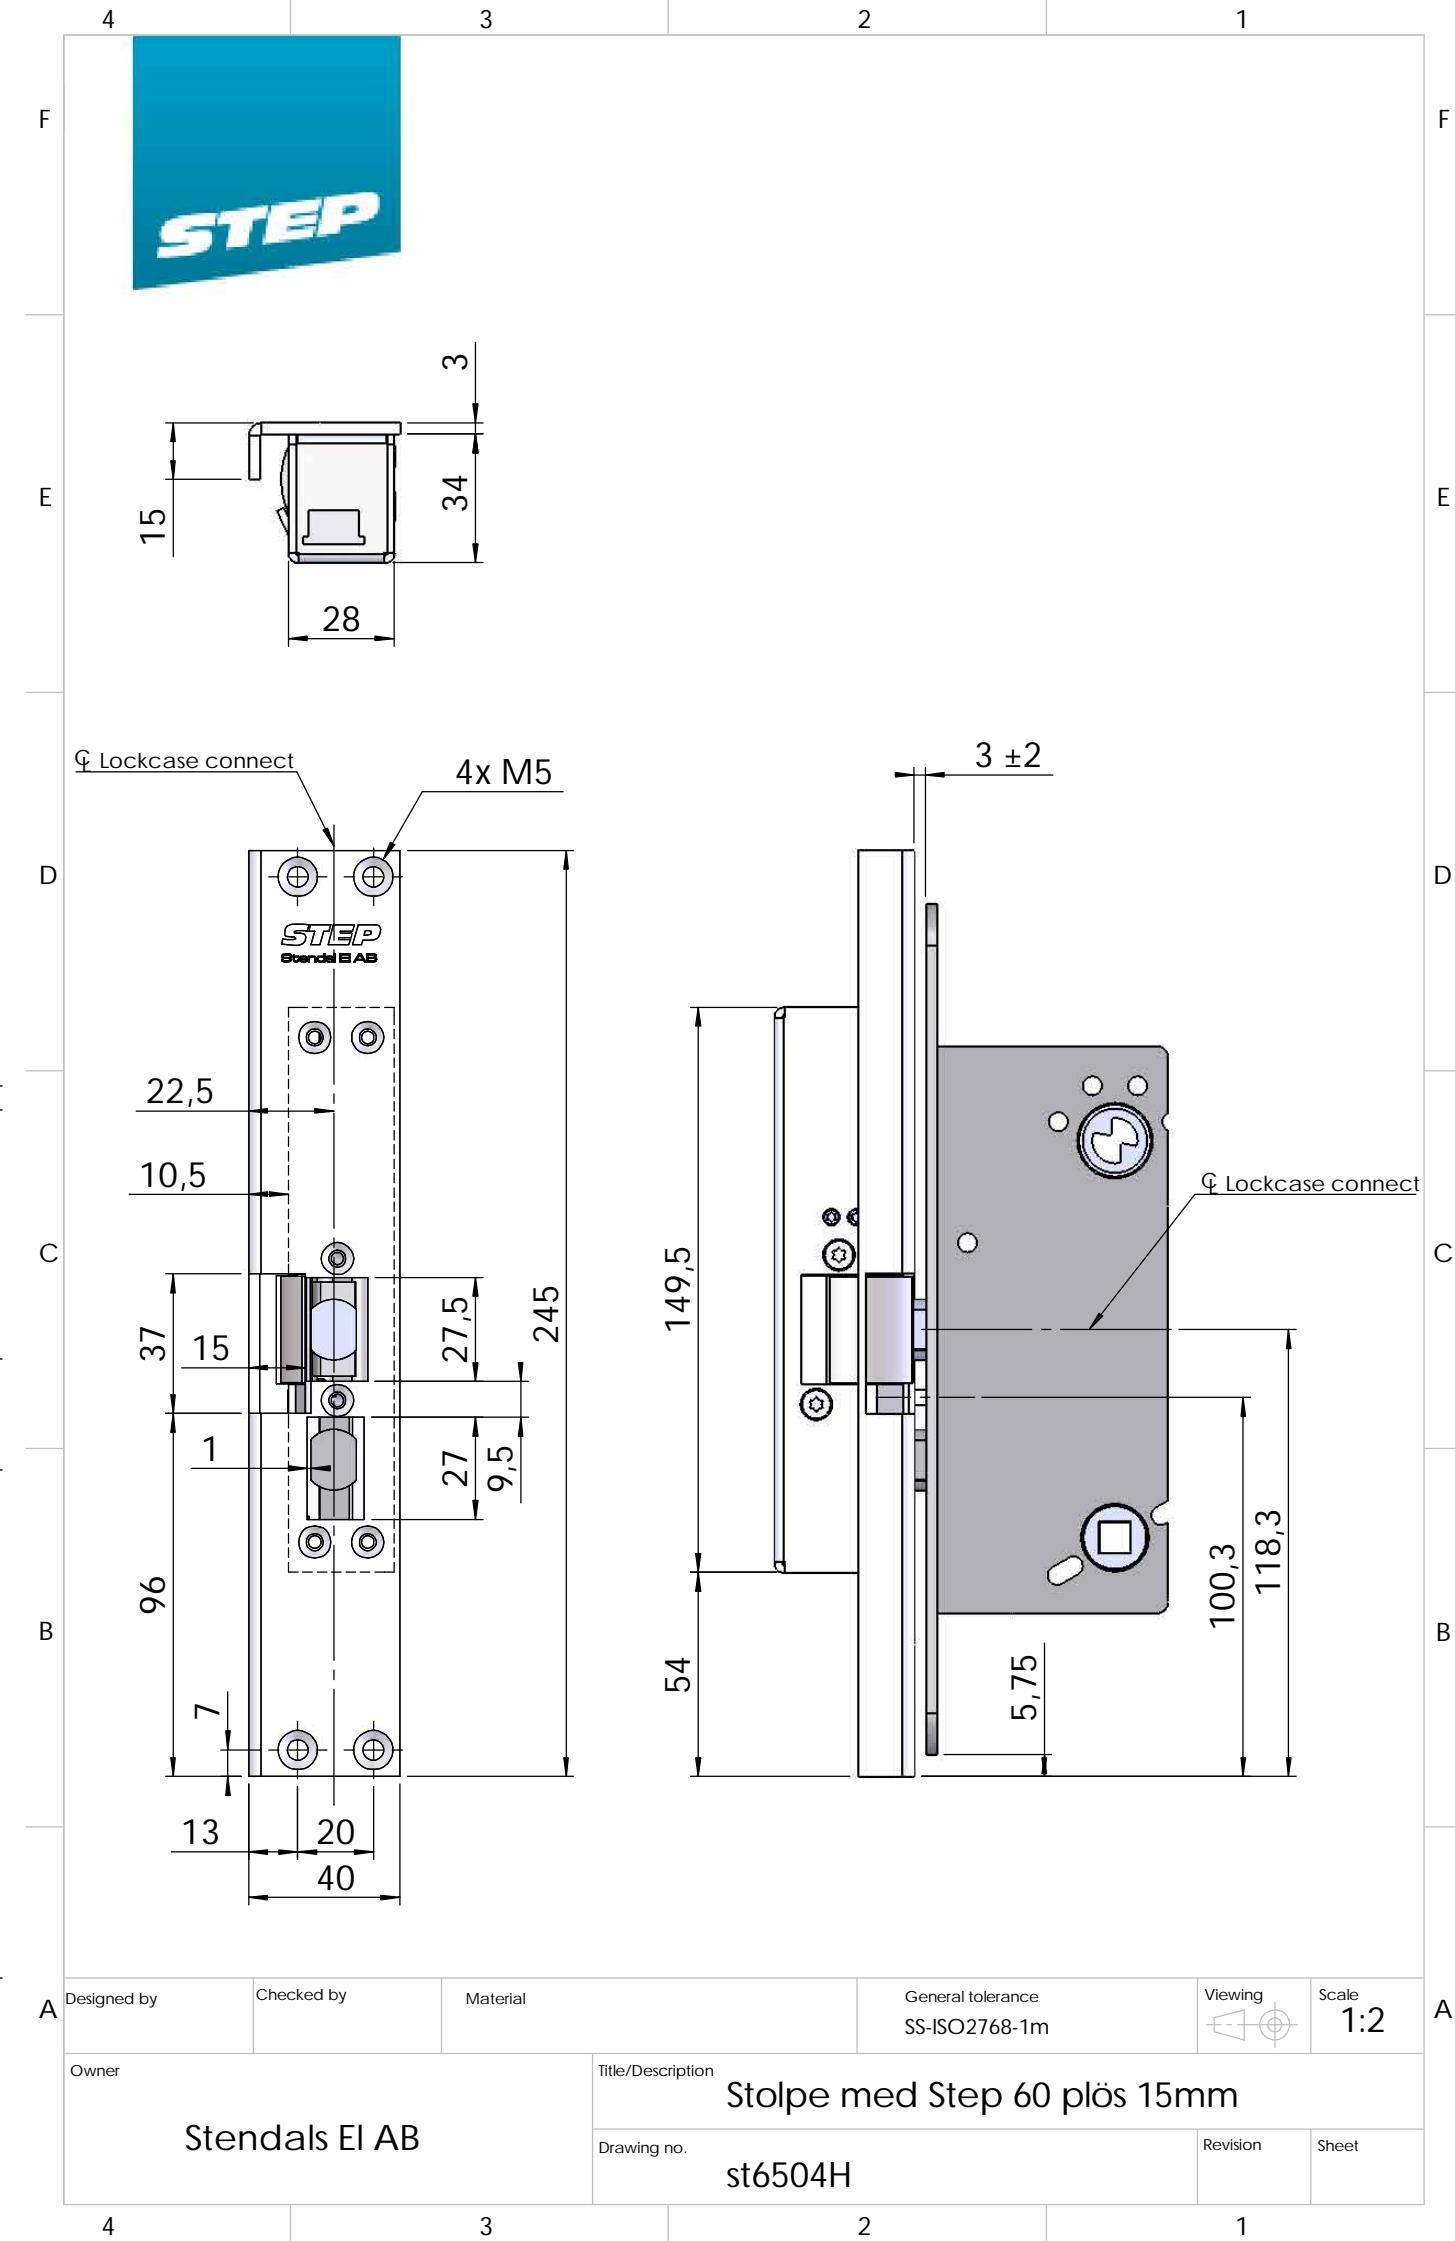 4 3 2 1
F F
STEP
3
15
34
E E
28
℄ Lockcase connect
4x M5
3 ±2
D D
STEP
Stendal El AB
22,5
10,5
℄ Lockcase connect
C C
149,5
245
27,5
37
15
1
27
9,5
118,3
100,3
96
B B
54
5,75
7
13 20
40
A A
Designed by Checked by Material General tolerance Viewing Scale
SS-ISO2768-1m 1:2
Owner Title/Description
Stolpe med Step 60 plös 15mm
Stendals El AB
Drawing no. Revision Sheet
st6504H
4 3 2 1